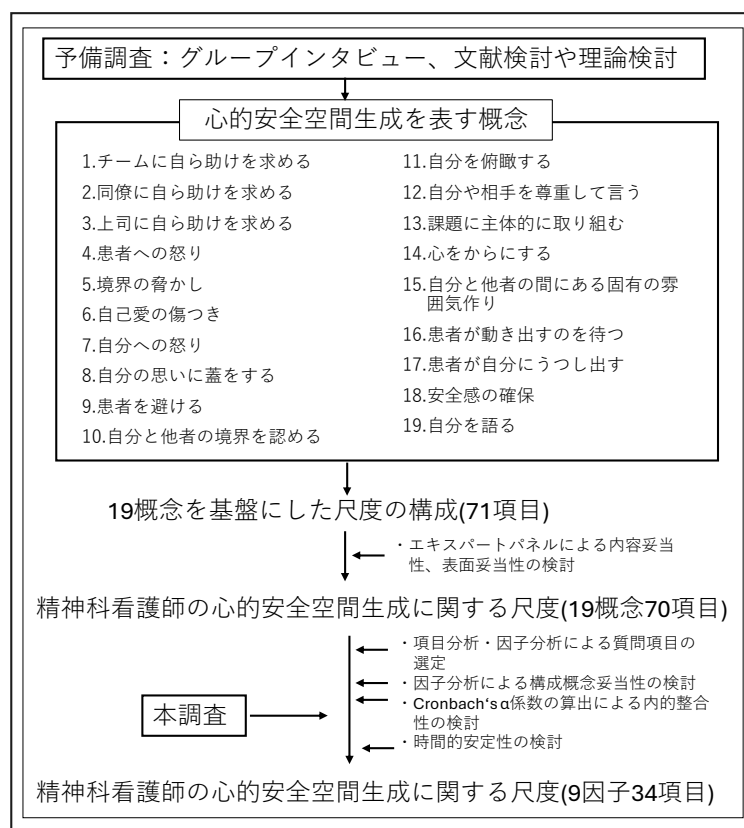 予備調査：グループインタビュー、文献検討や理論検討
心的安全空間生成を表す概念
1.チームに自ら助けを求める
2.同僚に自ら助けを求める
3.上司に自ら助けを求める
4.患者への怒り
5.境界の脅かし
6.自己愛の傷つき
7.自分への怒り
8.自分の思いに蓋をする
9.患者を避ける
10.自分と他者の境界を認める
11.自分を俯瞰する
12.自分や相手を尊重して言う
13.課題に主体的に取り組む
14.心をからにする
15.自分と他者の間にある固有の雰
囲気作り
16.患者が動き出すのを待つ
17.患者が自分にうつし出す
18.安全感の確保
19.自分を語る
19概念を基盤にした尺度の構成(71項目)
・エキスパートパネルによる内容妥当
性、表面妥当性の検討
精神科看護師の心的安全空間生成に関する尺度(19概念70項目)
・項目分析・因子分析による質問項目の
選定
・因子分析による構成概念妥当性の検討
・Cronbach‘s α係数の算出による内的整合
性の検討
・時間的安定性の検討
本調査
精神科看護師の心的安全空間生成に関する尺度(9因子34項目)